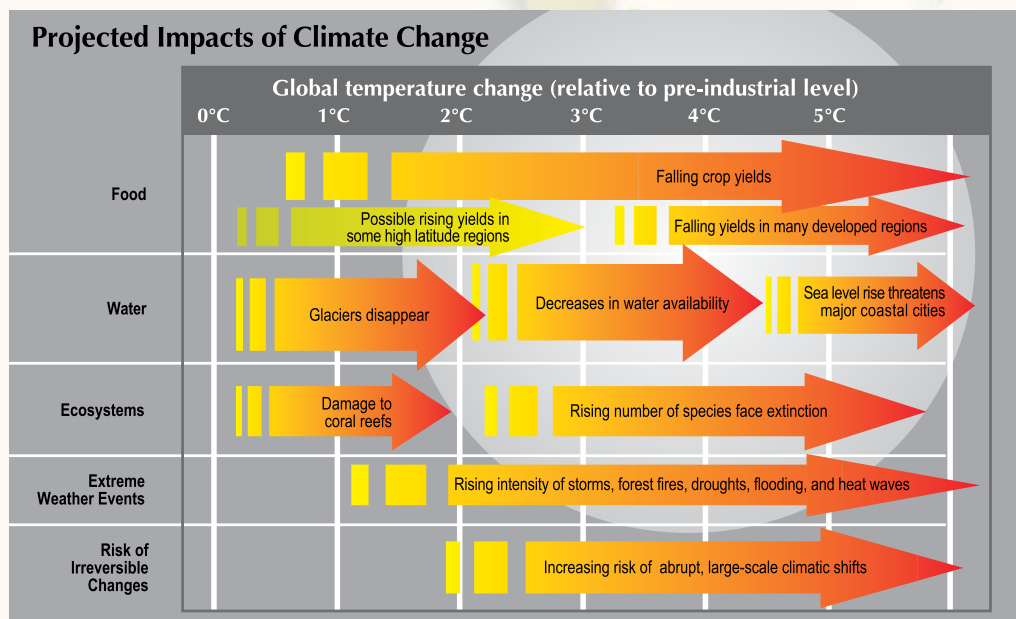 Projected Impacts of Climate Change
Global temperature change (relative to pre-industrial level)
0°C 1°C 2°C 3°C 4°C 5°C
Food
Falling crop yields
Possible rising yields in
some high latitude regions
Falling yields in many developed regions
Water
Glaciers disappear
Decreases in water availability
Sea level rise threatens
major coastal cities
Ecosystems
Damage to
coral reefs
Rising number of species face extinction
Extreme
Weather Events
Rising intensity of storms, forest fires, droughts, flooding, and heat waves
Risk of
Irreversible
Changes
Increasing risk of abrupt, large-scale climatic shifts